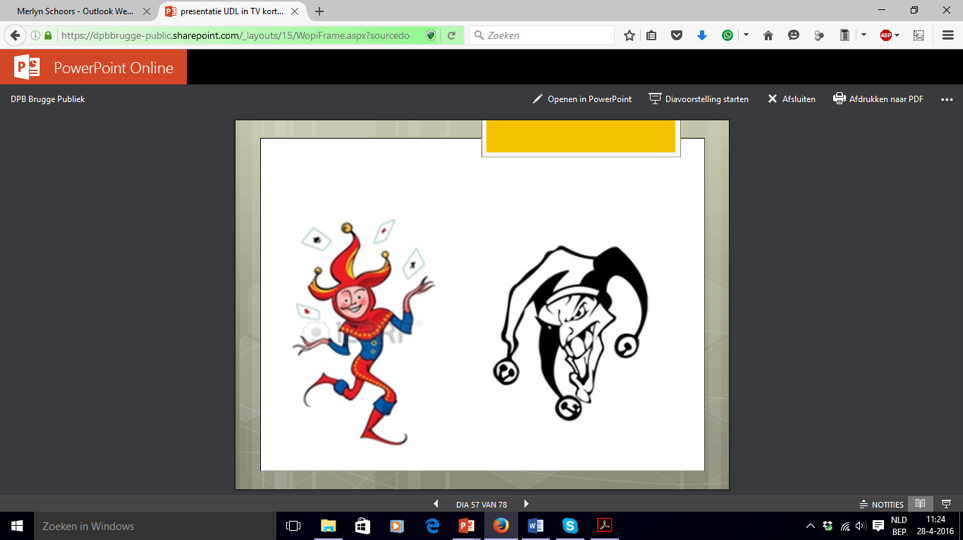 Merlyn Schoors - Outlook We...
presentatie UDL in TV kort...
https://dpbbrugge-public.sharepoint.com/_layouts/15/WopiFrame.aspx?sourcedo
Zoeken
ABP
PowerPoint Online
DPB Brugge Publiek
Openen in PowerPoint
Diavoorstelling starten
Afsluiten
Afdrukken naar PDF
DIA 57 VAN 78
NOTITIES
Zoeken in Windows
NLD
BEP
11:24
28-4-2016